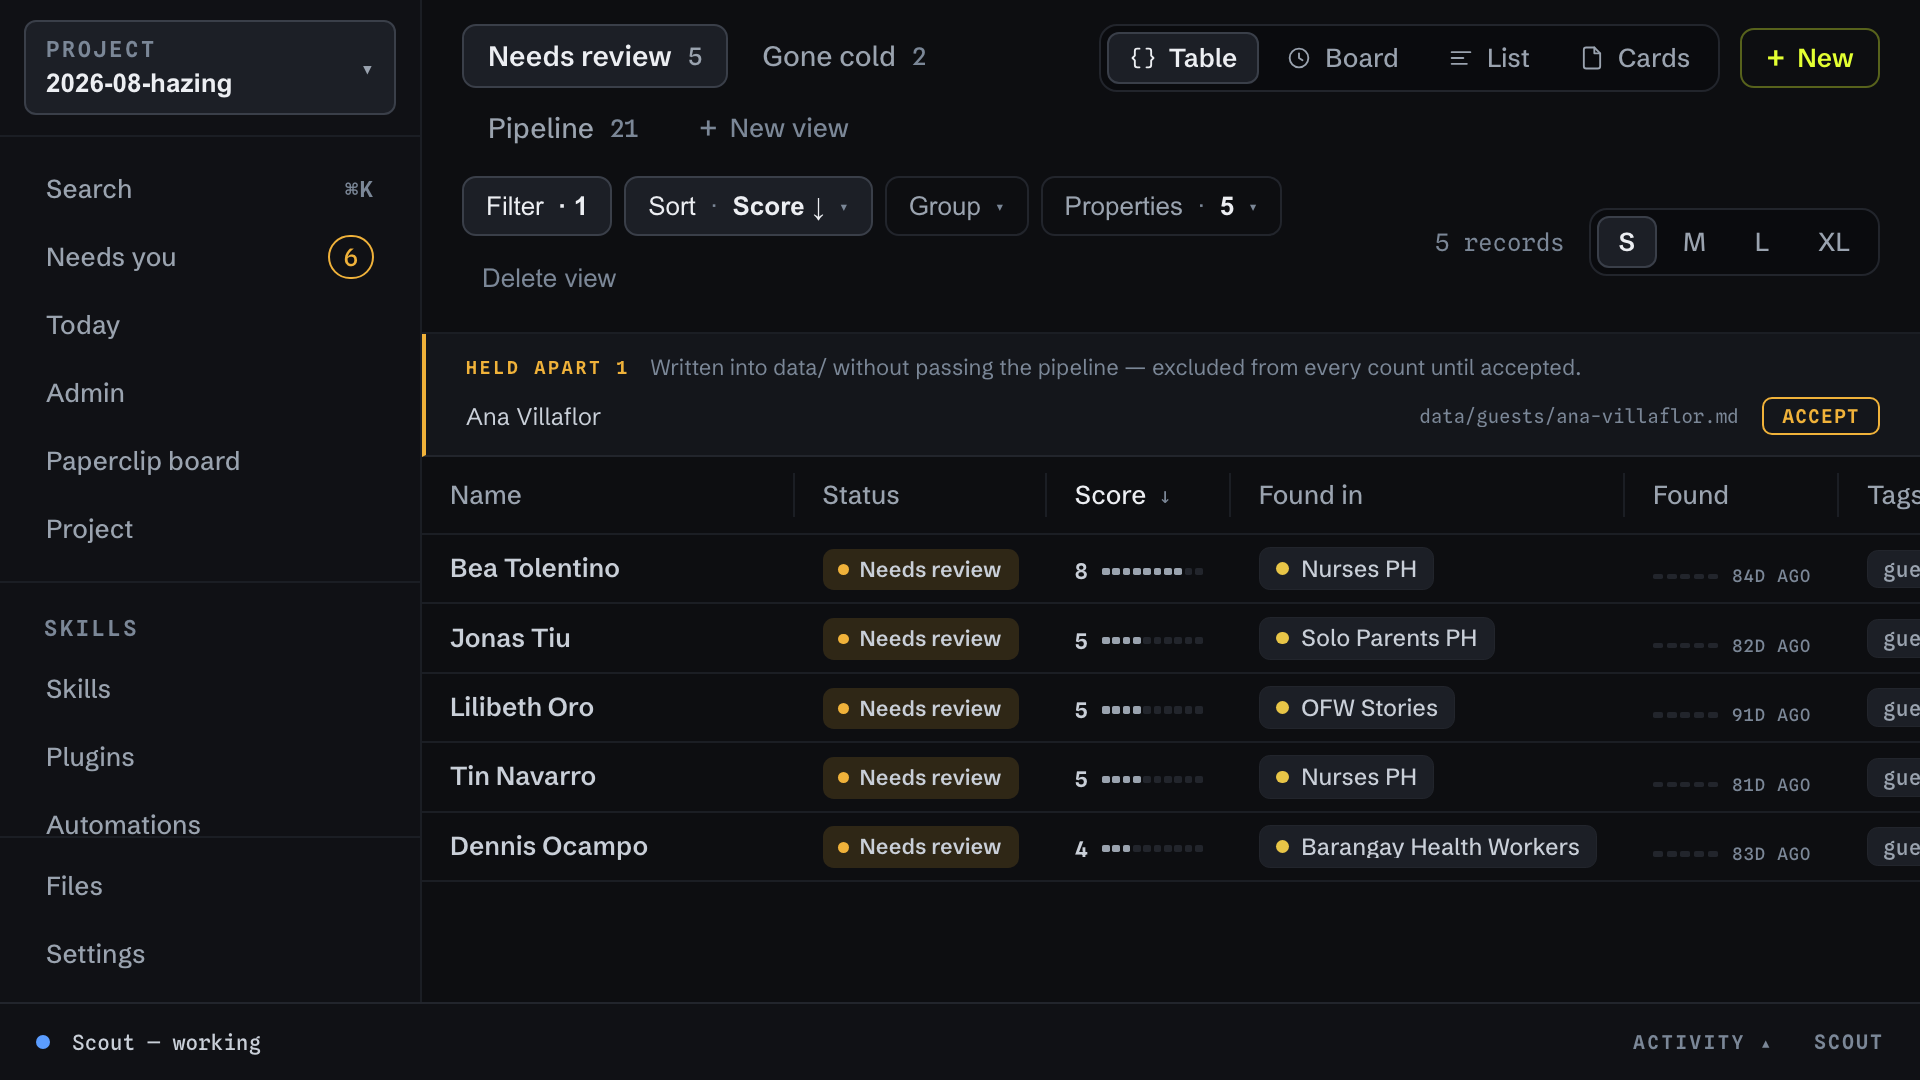 PROJECT
2026-08-hazing ▾
Search ⌘K
Needs you 6
Today
Admin
Paperclip board
Project
SKILLS
Skills
Plugins
Automations
Files
Settings
Needs review 5
Gone cold 2
{} Table
Board
List
Cards
+ New
Pipeline 21
+ New view
Filter · 1
Sort · Score ↓ ▾
Group ▾
Properties · 5 ▾
Delete view
5 records
S M L XL
HELD APART 1 Written into data/ without passing the pipeline — excluded from every count until accepted.
Ana Villaflor data/guests/ana-villaflor.md ACCEPT
Name Status Score ↓ Found in Found Tags
Bea Tolentino Needs review 8 Nurses PH 84D AGO gue
Jonas Tiu Needs review 5 Solo Parents PH 82D AGO gue
Lilibeth Oro Needs review 5 OFW Stories 91D AGO gue
Tin Navarro Needs review 5 Nurses PH 81D AGO gue
Dennis Ocampo Needs review 4 Barangay Health Workers 83D AGO gue
Scout — working
ACTIVITY ▴ SCOUT